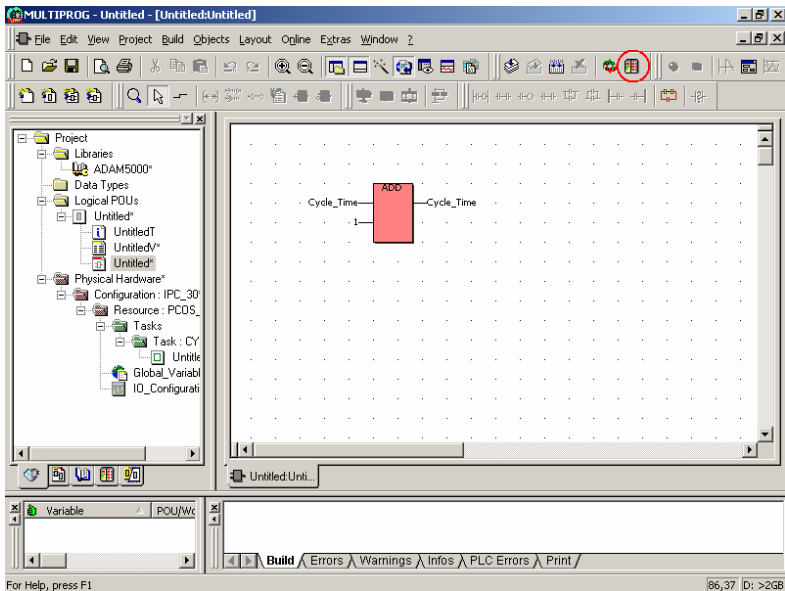 MULTIPROG - Untitled - [Untitled:Untitled]
File Edit View Project Build Objects Layout Online Extras Window ?
Project
Libraries
ADAM5000*
Data Types
Logical POUs
Untitled*
UntitledT
UntitledV*
Untitled*
Physical Hardware*
Configuration : IPC_30
Resource : PCOS_
Tasks
Task : CY
Untitle
Global_Variabl
IO_Configurati
ADD
Cycle_Time
Cycle_Time
1
Untitled:Unti...
Variable
POU/Wo
Build Errors Warnings Infos PLC Errors Print
For Help, press F1
86,37 D: >2GB